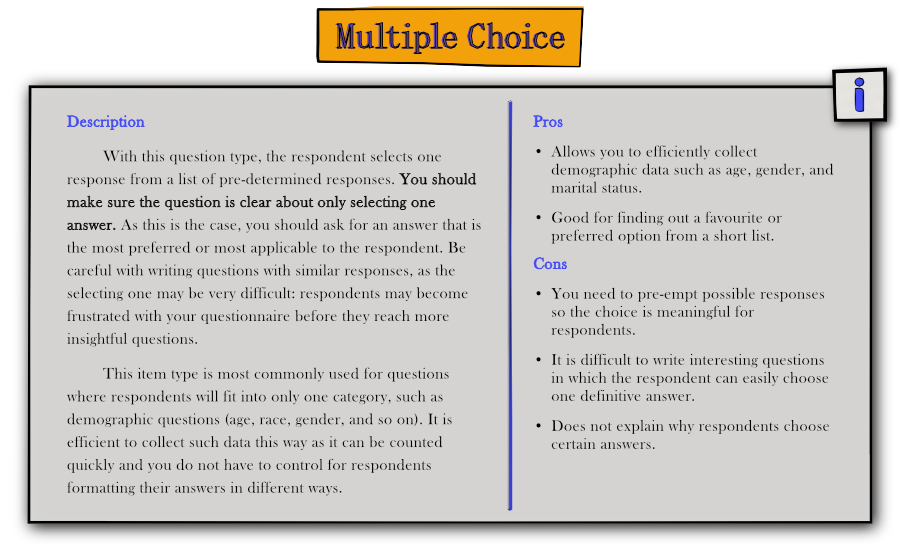 Multiple Choice
i
Description
With this question type, the respondent selects one
response from a list of pre-determined responses. You should
make sure the question is clear about only selecting one
answer. As this is the case, you should ask for an answer that is
the most preferred or most applicable to the respondent. Be
careful with writing questions with similar responses, as the
selecting one may be very difficult: respondents may become
frustrated with your questionnaire before they reach more
insightful questions.
This item type is most commonly used for questions
where respondents will fit into only one category, such as
demographic questions (age, race, gender, and so on). It is
efficient to collect such data this way as it can be counted
quickly and you do not have to control for respondents
formatting their answers in different ways.
Pros
• Allows you to efficiently collect
demographic data such as age, gender, and
marital status.
• Good for finding out a favourite or
preferred option from a short list.
Cons
• You need to pre-empt possible responses
so the choice is meaningful for
respondents.
• It is difficult to write interesting questions
in which the respondent can easily choose
one definitive answer.
• Does not explain why respondents choose
certain answers.